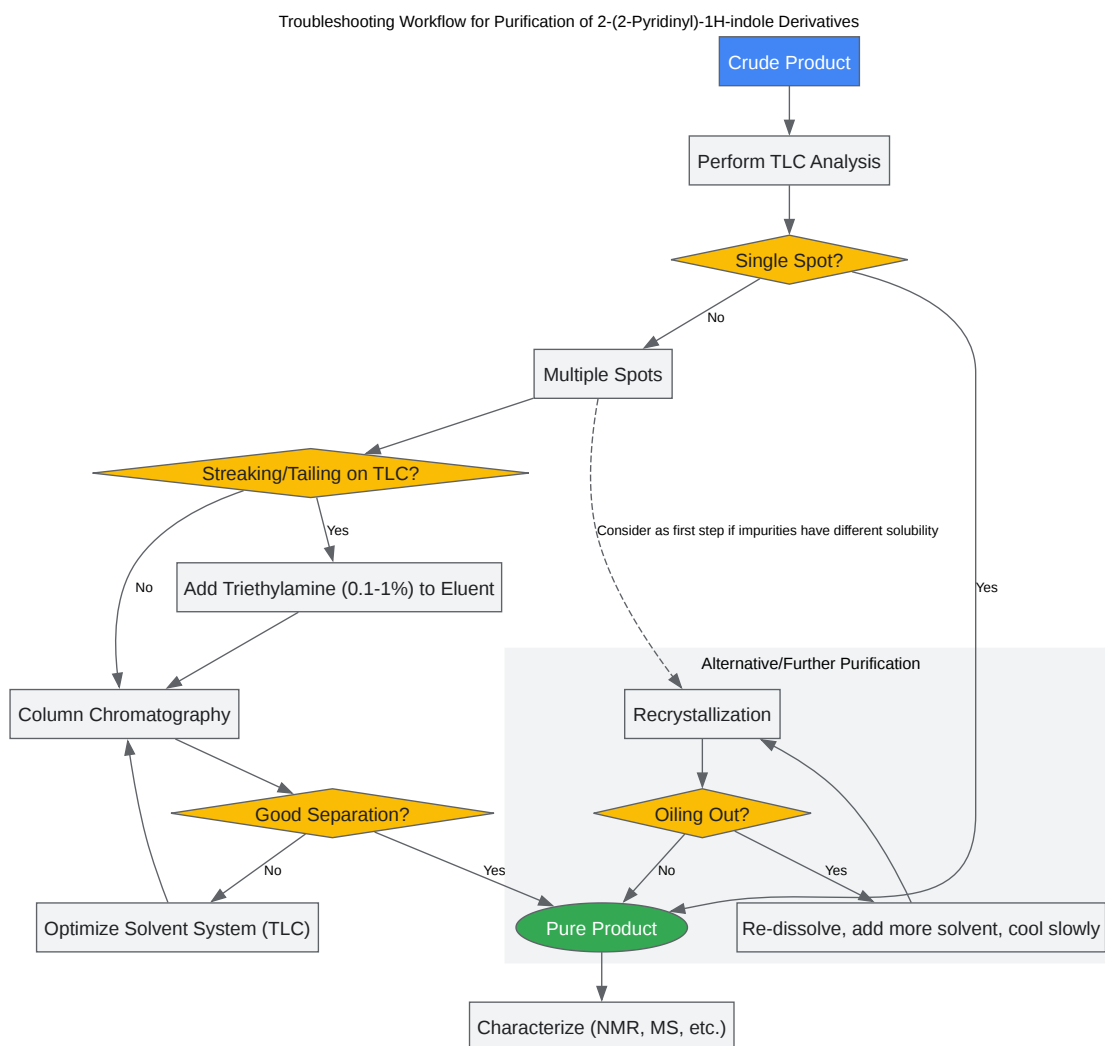 Troubleshooting Workflow for Purification of 2-(2-Pyridinyl)-1H-indole Derivatives
Crude Product
Perform TLC Analysis
Single Spot?
No
Multiple Spots
Streaking/Tailing on TLC?
Consider as first step if impurities have different solubility
Yes
No
Yes
Add Triethylamine (0.1-1%) to Eluent
Alternative/Further Purification
Column Chromatography
Recrystallization
Good Separation?
Oiling Out?
No
Yes
No
Yes
Optimize Solvent System (TLC)
Pure Product
Re-dissolve, add more solvent, cool slowly
Characterize (NMR, MS, etc.)